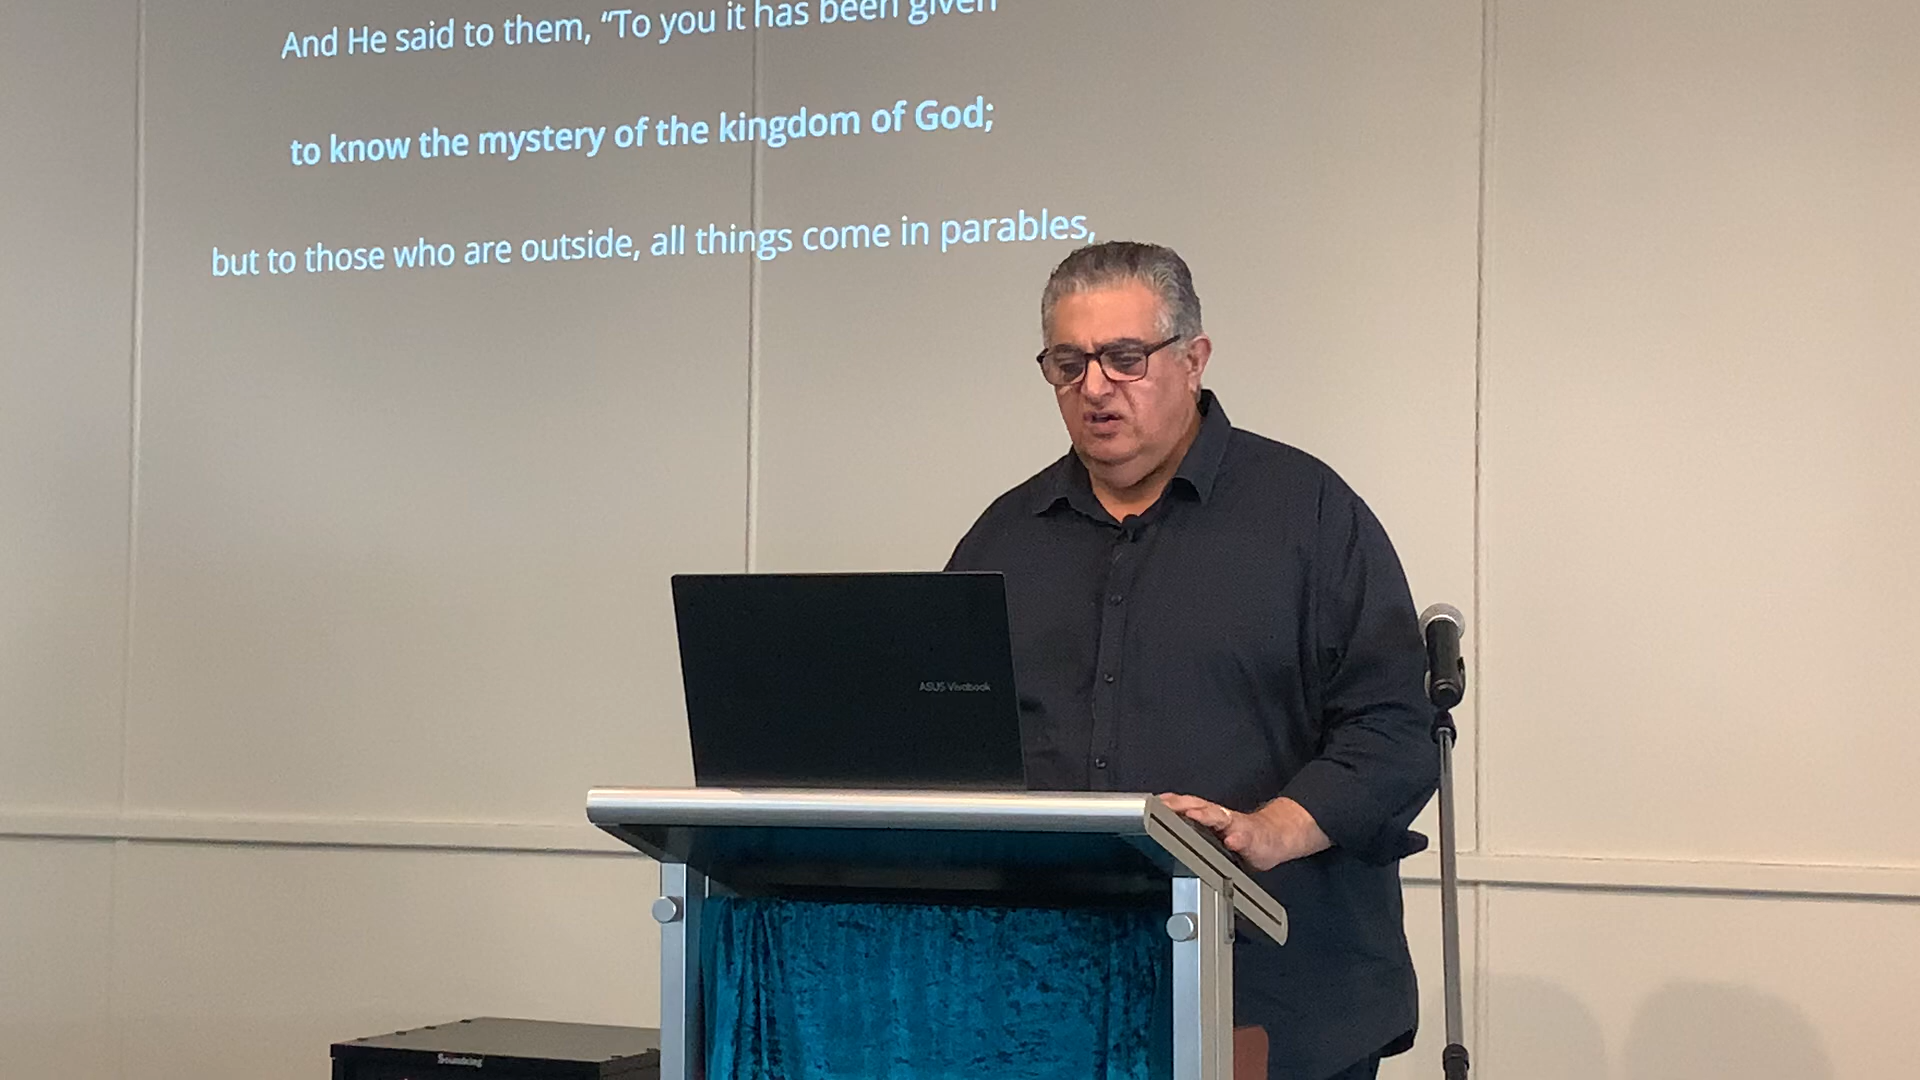 And He said to them, “To you it has been given
to know the mystery of the kingdom of God;
but to those who are outside, all things come in parables,
ASUS Vivobook
Soundking